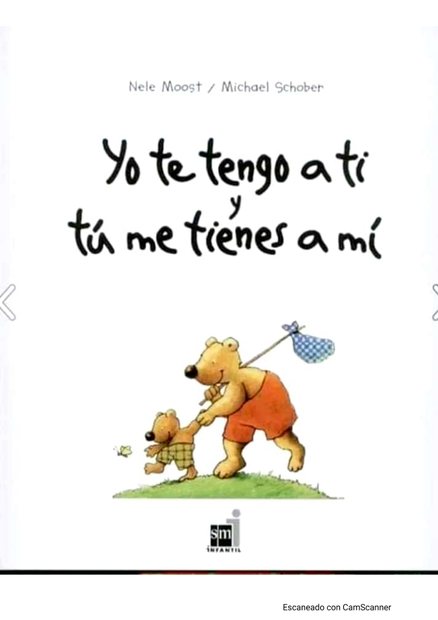 Nele Moost / Michael Schober
Yo te tengo a ti
y
tú me tienes a mí
sm i
INFANTIL
Escaneado con CamScanner